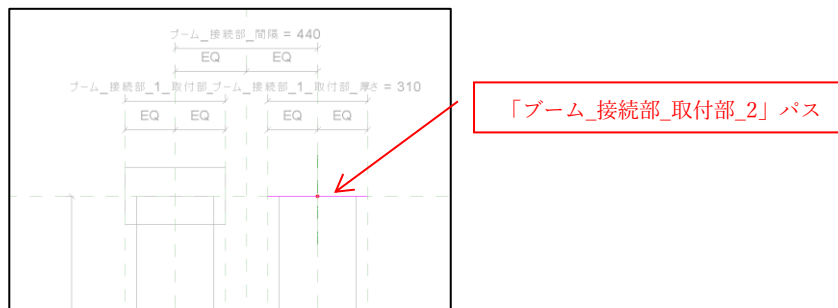 ブーム_接続部_間隔 = 440
EQ EQ
ブーム_接続部_1_取付部_ブーム_接続部_1_取付部_厚さ = 310
EQ EQ EQ EQ
「ブーム_接続部_取付部_2」パス